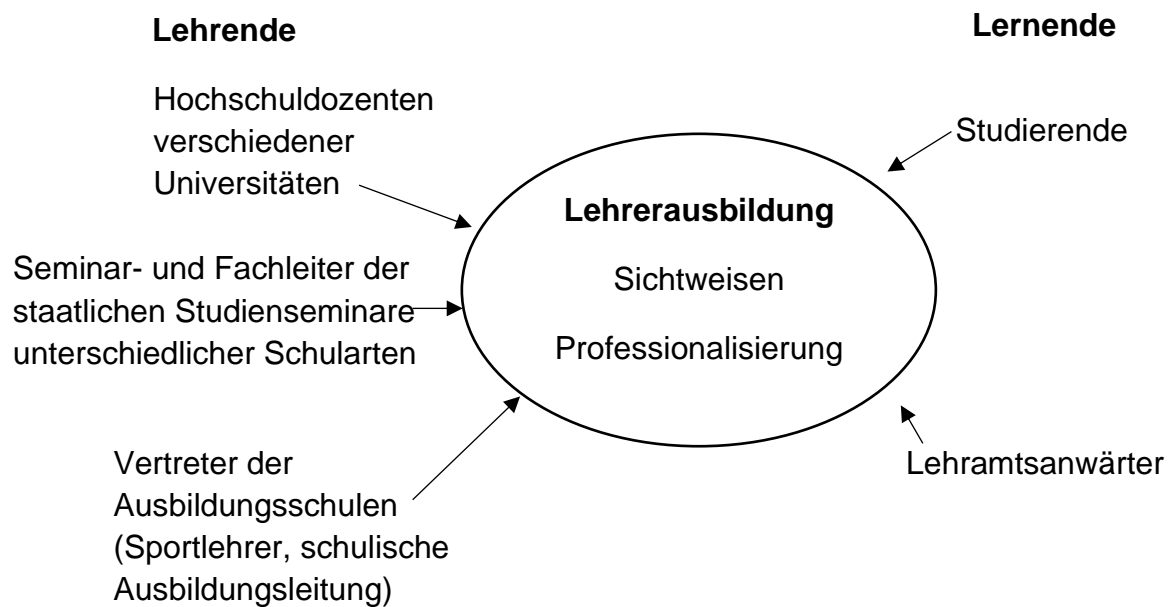 Lehrende
Lernende
Hochschuldozenten
verschiedener
Universitäten
Studierende
Lehrerausbildung
Sichtweisen
Professionalisierung
Seminar- und Fachleiter der
staatlichen Studienseminare
unterschiedlicher Schularten
Vertreter der
Ausbildungsschulen
(Sportlehrer, schulische
Ausbildungsleitung)
Lehramtsanwärter